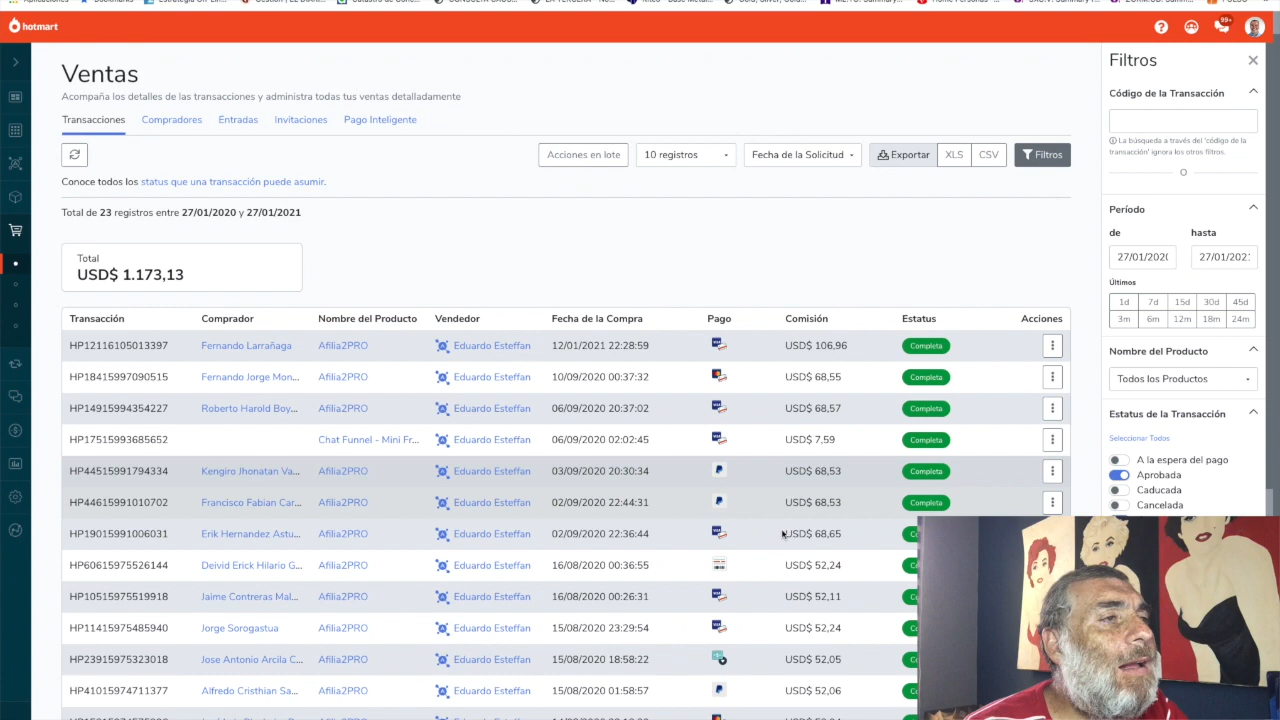 hotmart
99+
Ventas
Acompaña los detalles de las transacciones y administra todas tus ventas detalladamente
Transacciones Compradores Entradas Invitaciones Pago Inteligente
Acciones en lote 10 registros Fecha de la Solicitud Exportar XLS CSV Filtros
Conoce todos los status que una transacción puede asumir.
Total de 23 registros entre 27/01/2020 y 27/01/2021
Total
USD$ 1.173,13
Transacción Comprador Nombre del Producto Vendedor Fecha de la Compra Pago Comisión Estatus Acciones
HP12116105013397 Fernando Larrañaga Afilia2PRO Eduardo Esteffan 12/01/2021 22:28:59 USD$ 106,96 Completa
HP18415997090515 Fernando Jorge Mon... Afilia2PRO Eduardo Esteffan 10/09/2020 00:37:32 USD$ 68,55 Completa
HP14915994354227 Roberto Harold Boy... Afilia2PRO Eduardo Esteffan 06/09/2020 20:37:02 USD$ 68,57 Completa
HP17515993685652 Chat Funnel - Mini Fr... Eduardo Esteffan 06/09/2020 02:02:45 USD$ 7,59 Completa
HP44515991794334 Kengiro Jhonatan Va... Afilia2PRO Eduardo Esteffan 03/09/2020 20:30:34 USD$ 68,53 Completa
HP44615991010702 Francisco Fabian Car... Afilia2PRO Eduardo Esteffan 02/09/2020 22:44:31 USD$ 68,53 Completa
HP19015991006031 Erik Hernandez Astu... Afilia2PRO Eduardo Esteffan 02/09/2020 22:36:44 USD$ 68,65
HP60615975526144 Deivid Erick Hilario G... Afilia2PRO Eduardo Esteffan 16/08/2020 00:36:55 USD$ 52,24
HP10515975519918 Jaime Contreras Mal... Afilia2PRO Eduardo Esteffan 16/08/2020 00:26:31 USD$ 52,11
HP11415975485940 Jorge Sorogastua Afilia2PRO Eduardo Esteffan 15/08/2020 23:29:54 USD$ 52,24
HP23915975323018 Jose Antonio Arcila C... Afilia2PRO Eduardo Esteffan 15/08/2020 18:58:22 USD$ 52,05
HP41015974711377 Alfredo Cristhian Sa... Afilia2PRO Eduardo Esteffan 15/08/2020 01:58:57 USD$ 52,06
Filtros
Código de la Transacción
La búsqueda a través del 'código de la
transacción' ignora los otros filtros.
O
Período
de hasta
27/01/2020 27/01/202
Últimos
1d 7d 15d 30d 45d
3m 6m 12m 18m 24m
Nombre del Producto
Todos los Productos
Estatus de la Transacción
Seleccionar Todos
A la espera del pago
Aprobada
Caducada
Cancelada